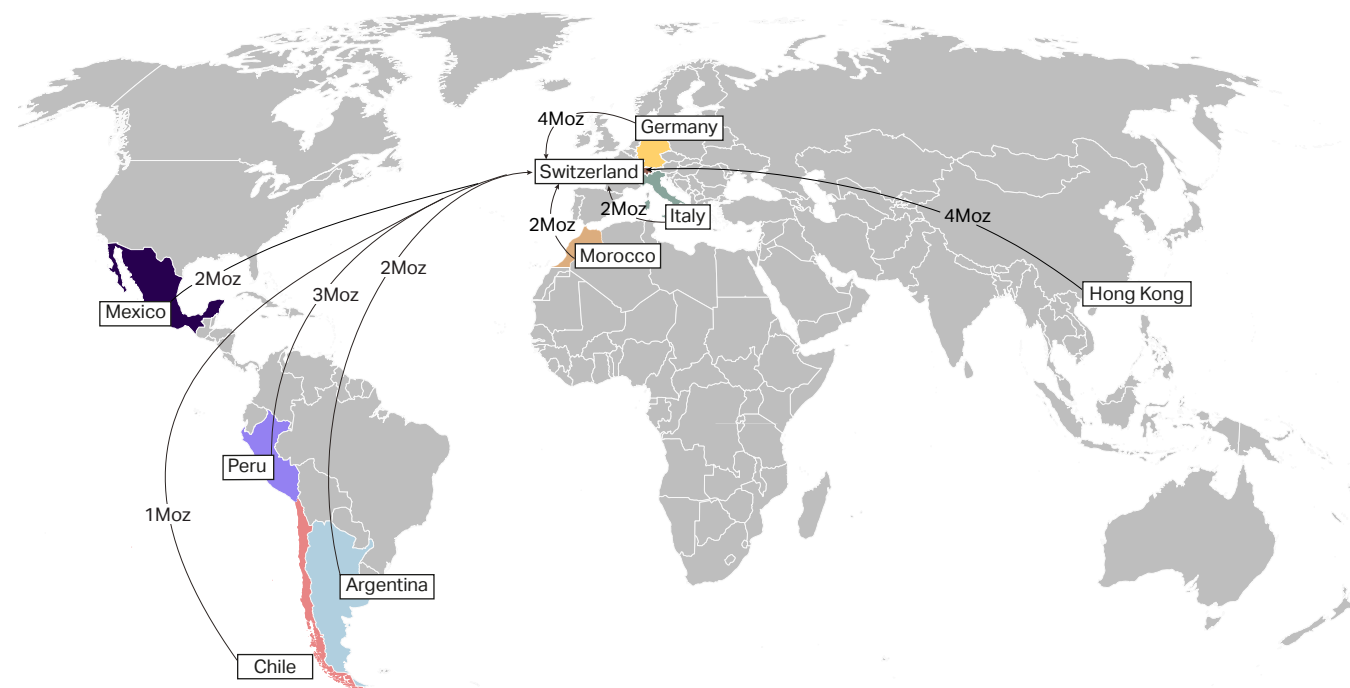 4Moz
Germany
Switzerland
2Moz
Italy
4Moz
2Moz
Morocco
2Moz
2Moz
3Moz
Hong Kong
Mexico
Peru
1Moz
Argentina
Chile